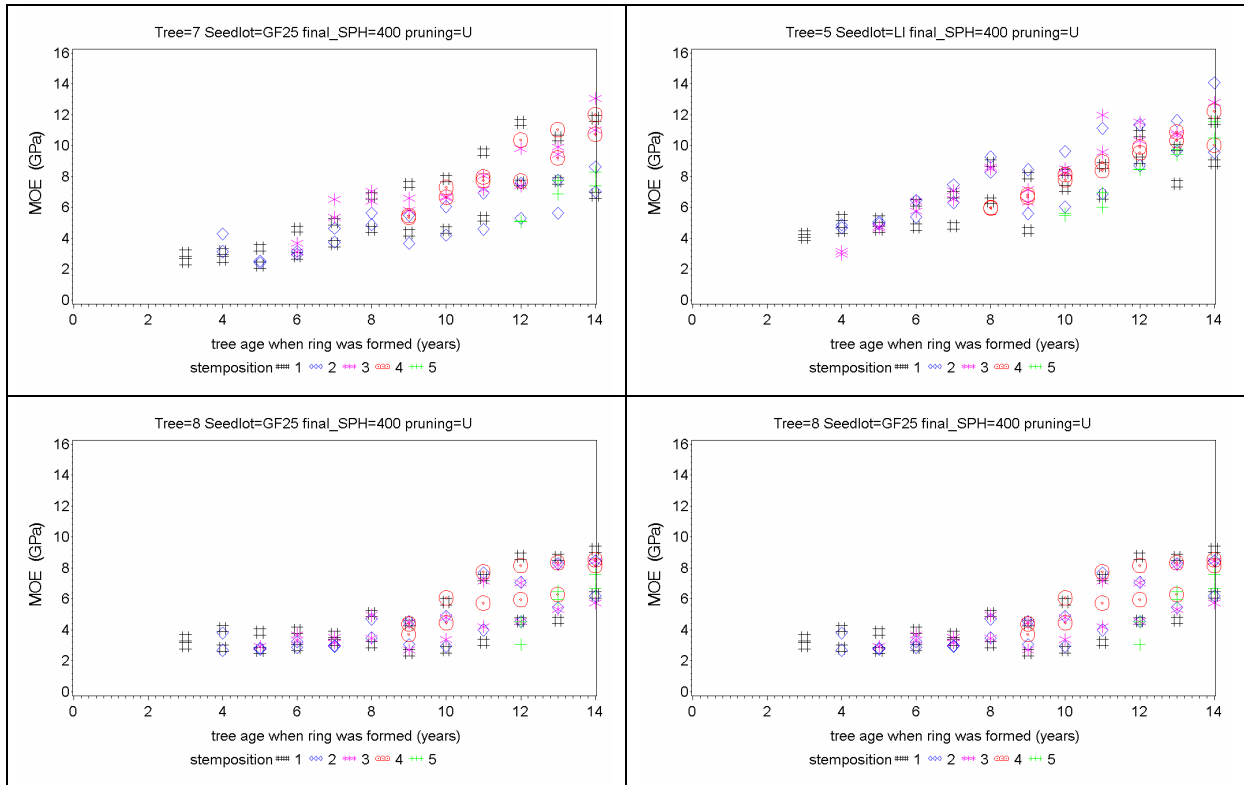 Tree=7 Seedlot=GF25 final_SPH=400 pruning=U
MOE (GPa)
16
14
12
10
8
6
4
2
0
0 2 4 6 8 10 12 14
tree age when ring was formed (years)
stemposition 1 2 3 4 5
Tree=5 Seedlot=LI final_SPH=400 pruning=U
MOE (GPa)
16
14
12
10
8
6
4
2
0
0 2 4 6 8 10 12 14
tree age when ring was formed (years)
stemposition 1 2 3 4 5
Tree=8 Seedlot=GF25 final_SPH=400 pruning=U
MOE (GPa)
16
14
12
10
8
6
4
2
0
0 2 4 6 8 10 12 14
tree age when ring was formed (years)
stemposition 1 2 3 4 5
Tree=8 Seedlot=GF25 final_SPH=400 pruning=U
MOE (GPa)
16
14
12
10
8
6
4
2
0
0 2 4 6 8 10 12 14
tree age when ring was formed (years)
stemposition 1 2 3 4 5